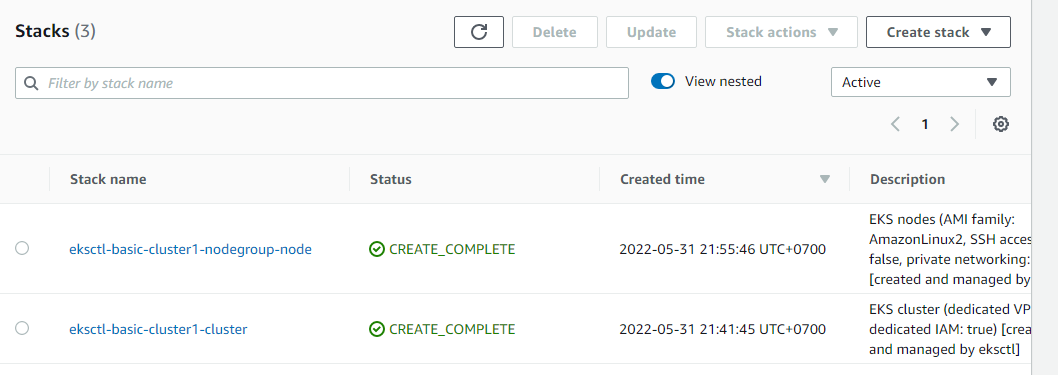 Stacks (3)
Delete
Update
Stack actions
Create stack
Filter by stack name
View nested
Active
1
Stack name
Status
Created time
Description
eksctl-basic-cluster1-nodegroup-node
CREATE_COMPLETE
2022-05-31 21:55:46 UTC+0700
EKS nodes (AMI family:
AmazonLinux2, SSH acces
false, private networking:
[created and managed by
eksctl-basic-cluster1-cluster
CREATE_COMPLETE
2022-05-31 21:41:45 UTC+0700
EKS cluster (dedicated VP
dedicated IAM: true) [crea
and managed by eksctl]